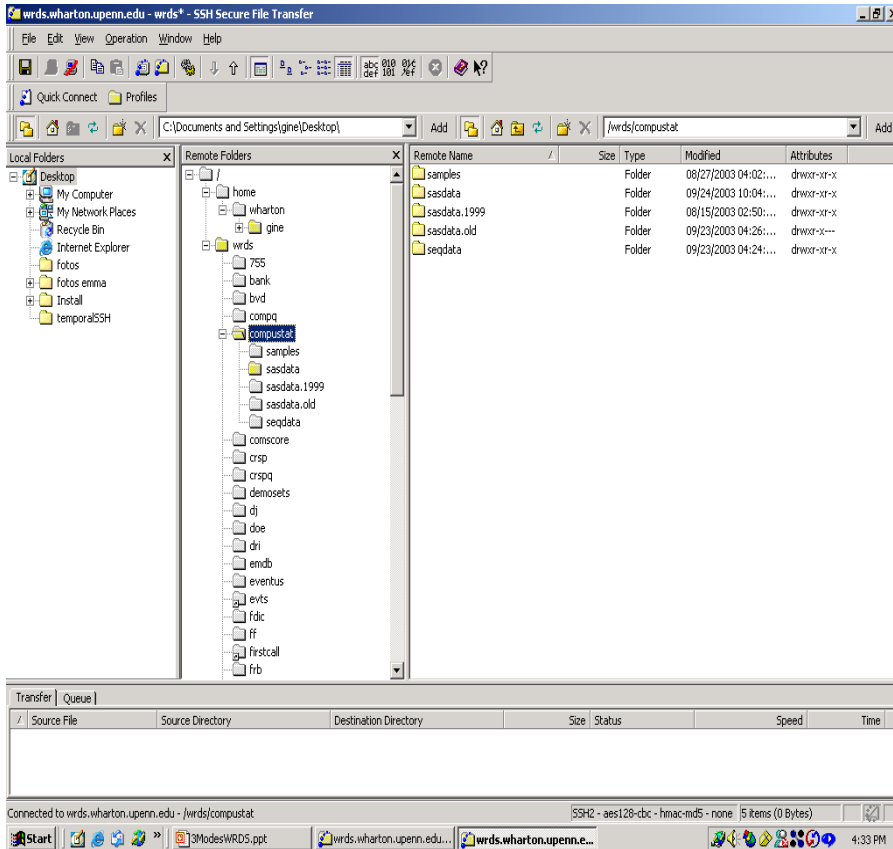 wrds.wharton.upenn.edu - wrds* - SSH Secure File Transfer
File Edit View Operation Window Help
abc def 010 101
Quick Connect Profiles
C:\Documents and Settings\gine\Desktop\ Add /wrds/compustat Add
Local Folders
Desktop
My Computer
My Network Places
Recycle Bin
Internet Explorer
fotos
fotos emma
Install
temporalSSH
Remote Folders
/
home
wharton
gine
wrds
755
bank
bvd
compq
compustat
samples
sasdata
sasdata.1999
sasdata.old
seqdata
comscore
crsp
crspq
demosets
dj
doe
dri
emdb
eventus
evts
fdic
ff
firstcall
frb
Remote Name / Size Type Modified Attributes
samples Folder 08/27/2003 04:02:... drwxr-xr-x
sasdata Folder 09/24/2003 10:04:... drwxr-xr-x
sasdata.1999 Folder 08/15/2003 02:50:... drwxr-xr-x
sasdata.old Folder 09/23/2003 04:26:... drwxr-x---
seqdata Folder 09/23/2003 04:24:... drwxr-xr-x
Transfer Queue
/ Source File Source Directory Destination Directory Size Status Speed Time
Connected to wrds.wharton.upenn.edu - /wrds/compustat SSH2 - aes128-cbc - hmac-md5 - none 5 items (0 Bytes)
Start » 3ModesWRDS.ppt wrds.wharton.upenn.edu... wrds.wharton.upenn.e... 4:33 PM